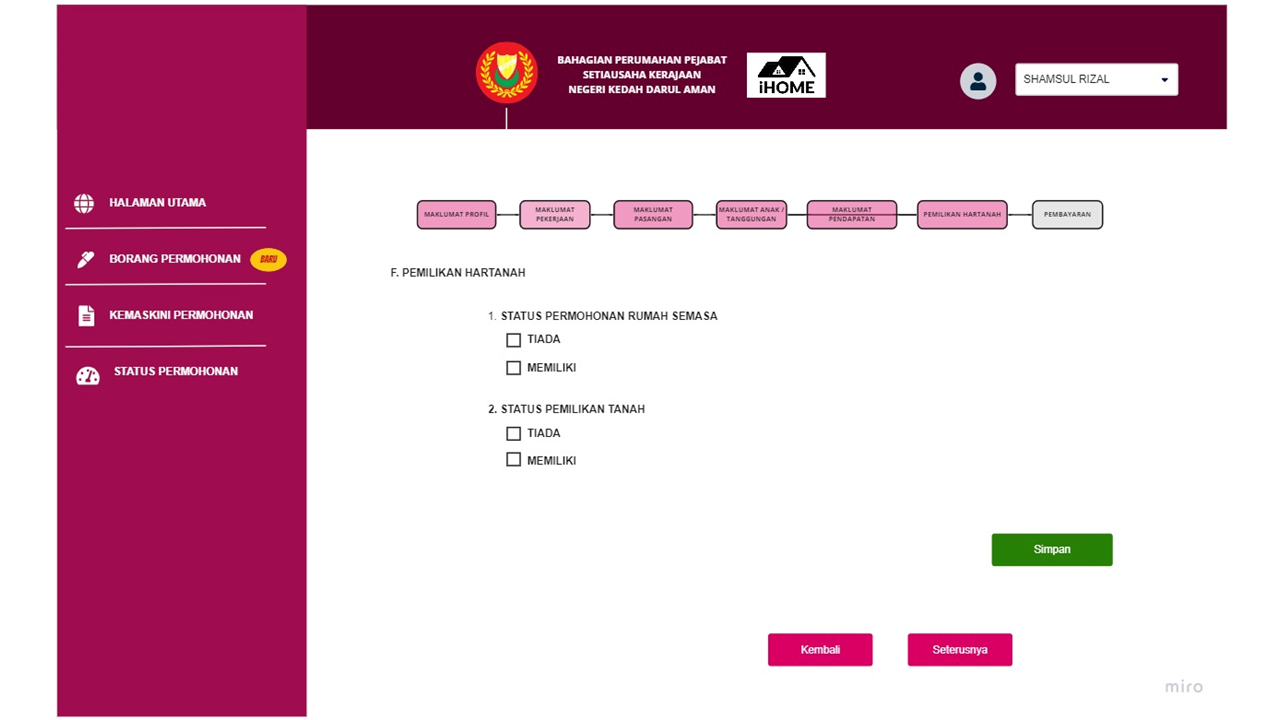 BAHAGIAN PERUMAHAN PEJABAT
SETIAUSAHA KERAJAAN
NEGERI KEDAH DARUL AMAN
iHOME
SHAMSUL RIZAL
HALAMAN UTAMA
BORANG PERMOHONAN
BARU
KEMASKINI PERMOHONAN
STATUS PERMOHONAN
MAKLUMAT PROFIL
MAKLUMAT
PEKERJAAN
MAKLUMAT
PASANGAN
MAKLUMAT ANAK /
TANGGUNGAN
MAKLUMAT
PENDAPATAN
PEMILIKAN HARTANAH
PEMBAYARAN
F. PEMILIKAN HARTANAH
1. STATUS PERMOHONAN RUMAH SEMASA
TIADA
MEMILIKI
2. STATUS PEMILIKAN TANAH
TIADA
MEMILIKI
Simpan
Kembali
Seterusnya
miro